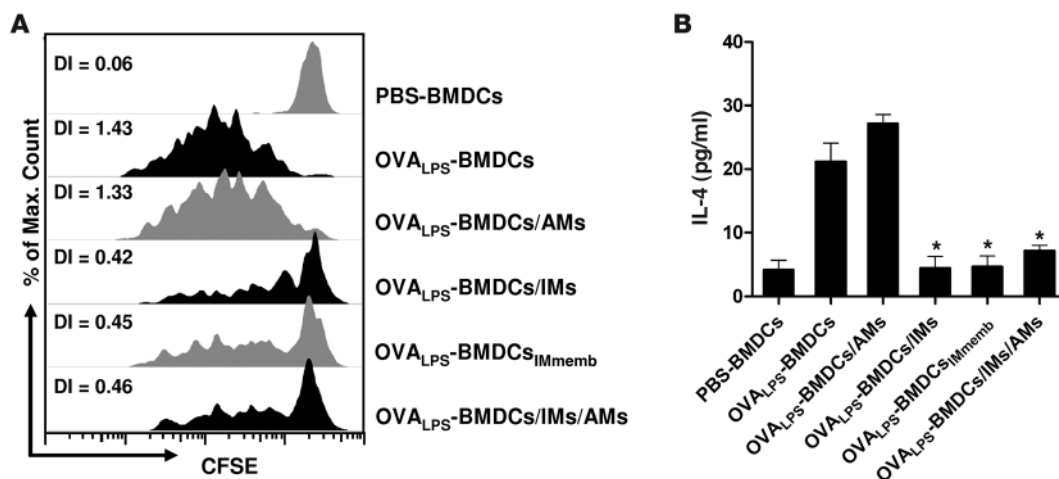 A
% of Max. Count
DI = 0.06
PBS-BMDCs
DI = 1.43
OVALPS-BMDCs
DI = 1.33
OVALPS-BMDCs/AMs
DI = 0.42
OVALPS-BMDCs/IMs
DI = 0.45
OVALPS-BMDCsIMmemb
DI = 0.46
OVALPS-BMDCs/IMs/AMs
CFSE
B
IL-4 (pg/ml)
40
30
20
10
0
* * *
PBS-BMDCs
OVALPS-BMDCs
OVALPS-BMDCs/AMs
OVALPS-BMDCs/IMs
OVALPS-BMDCsIMmemb
OVALPS-BMDCs/IMs/AMs